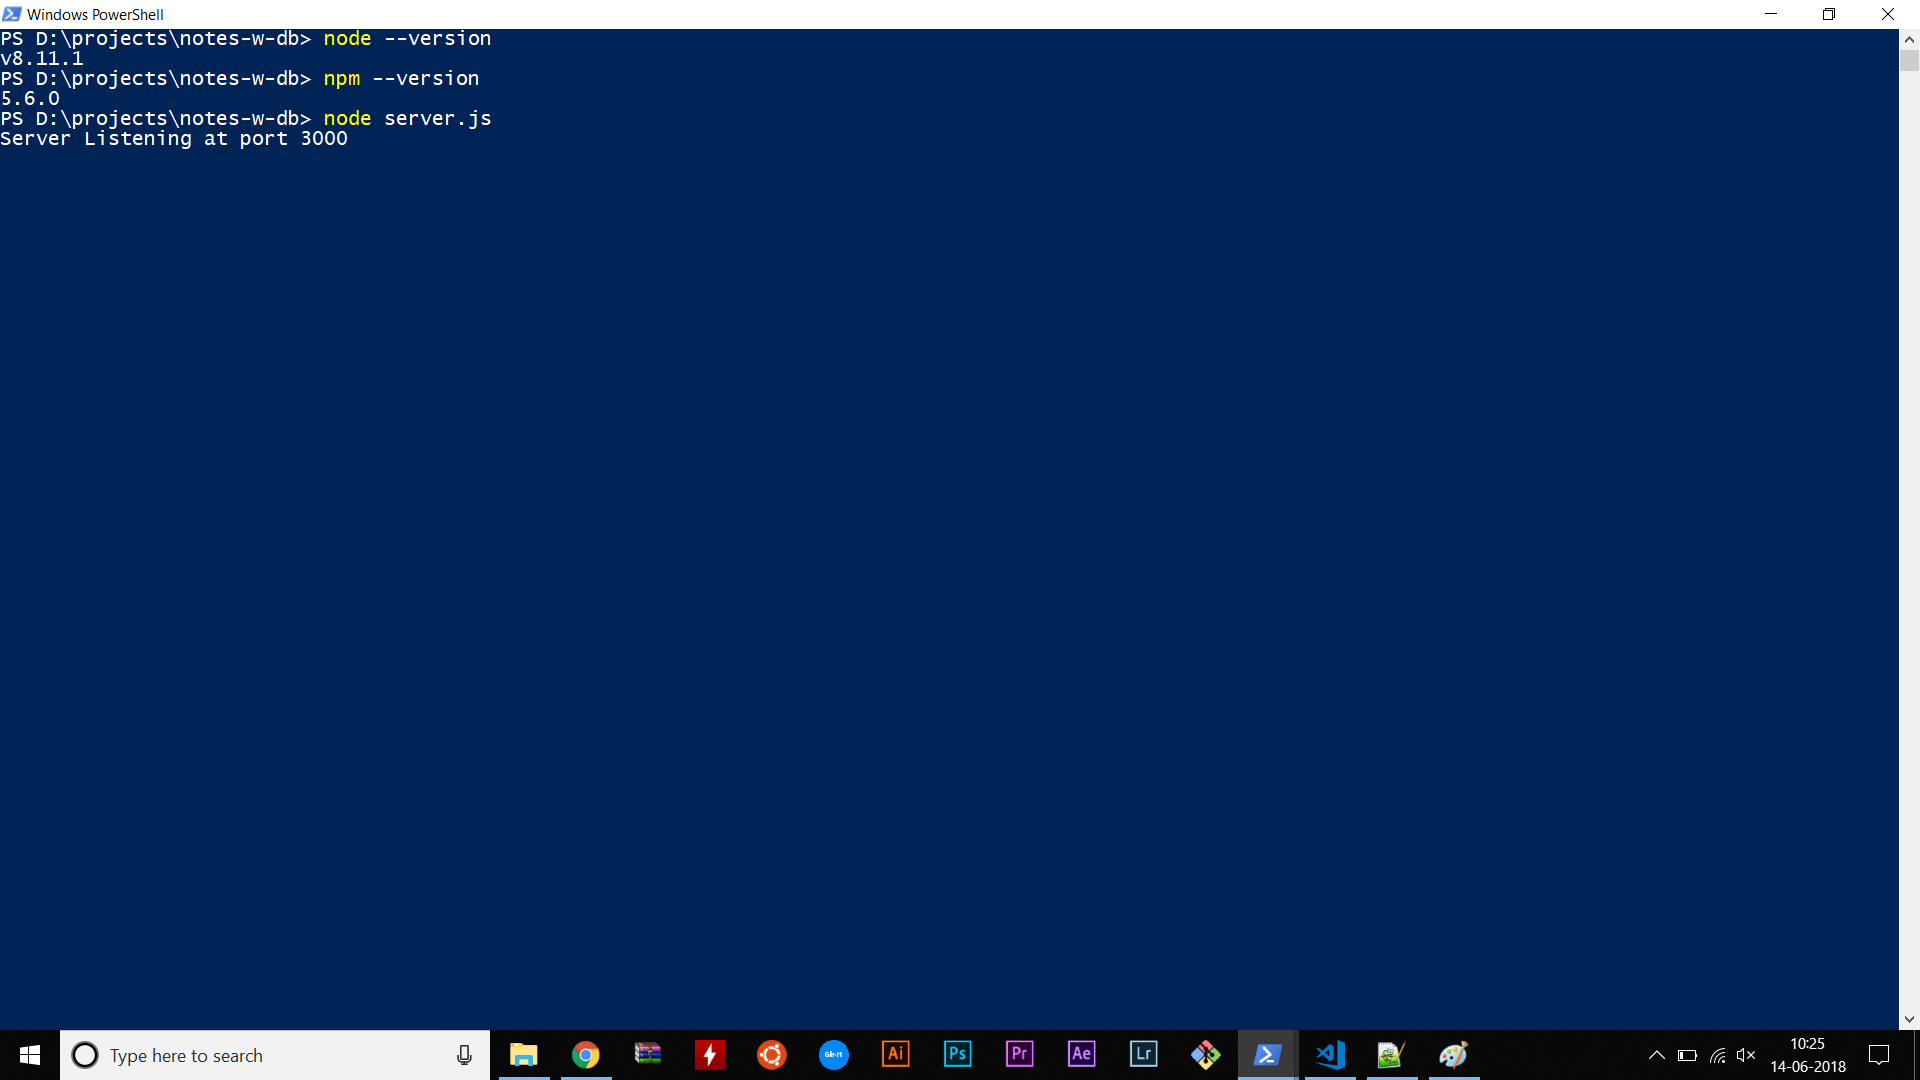 Windows PowerShell
PS D:\projects\notes-w-db> node --version
v8.11.1
PS D:\projects\notes-w-db> npm --version
5.6.0
PS D:\projects\notes-w-db> node server.js
Server Listening at port 3000
Type here to search
Git-it
Ai
Ps
Pr
Ae
Lr
10:25
14-06-2018